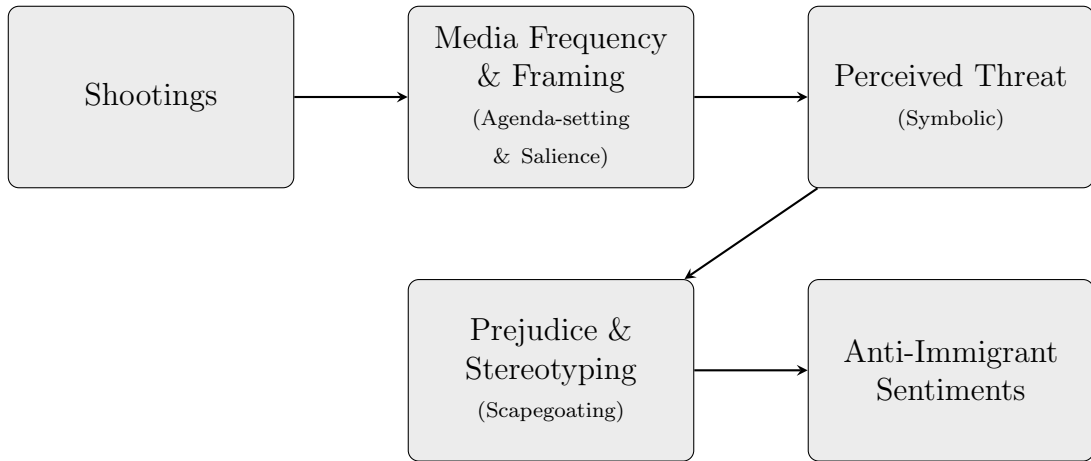 Shootings
Media Frequency
& Framing
(Agenda-setting
& Salience)
Perceived Threat
(Symbolic)
Prejudice &
Stereotyping
(Scapegoating)
Anti-Immigrant
Sentiments